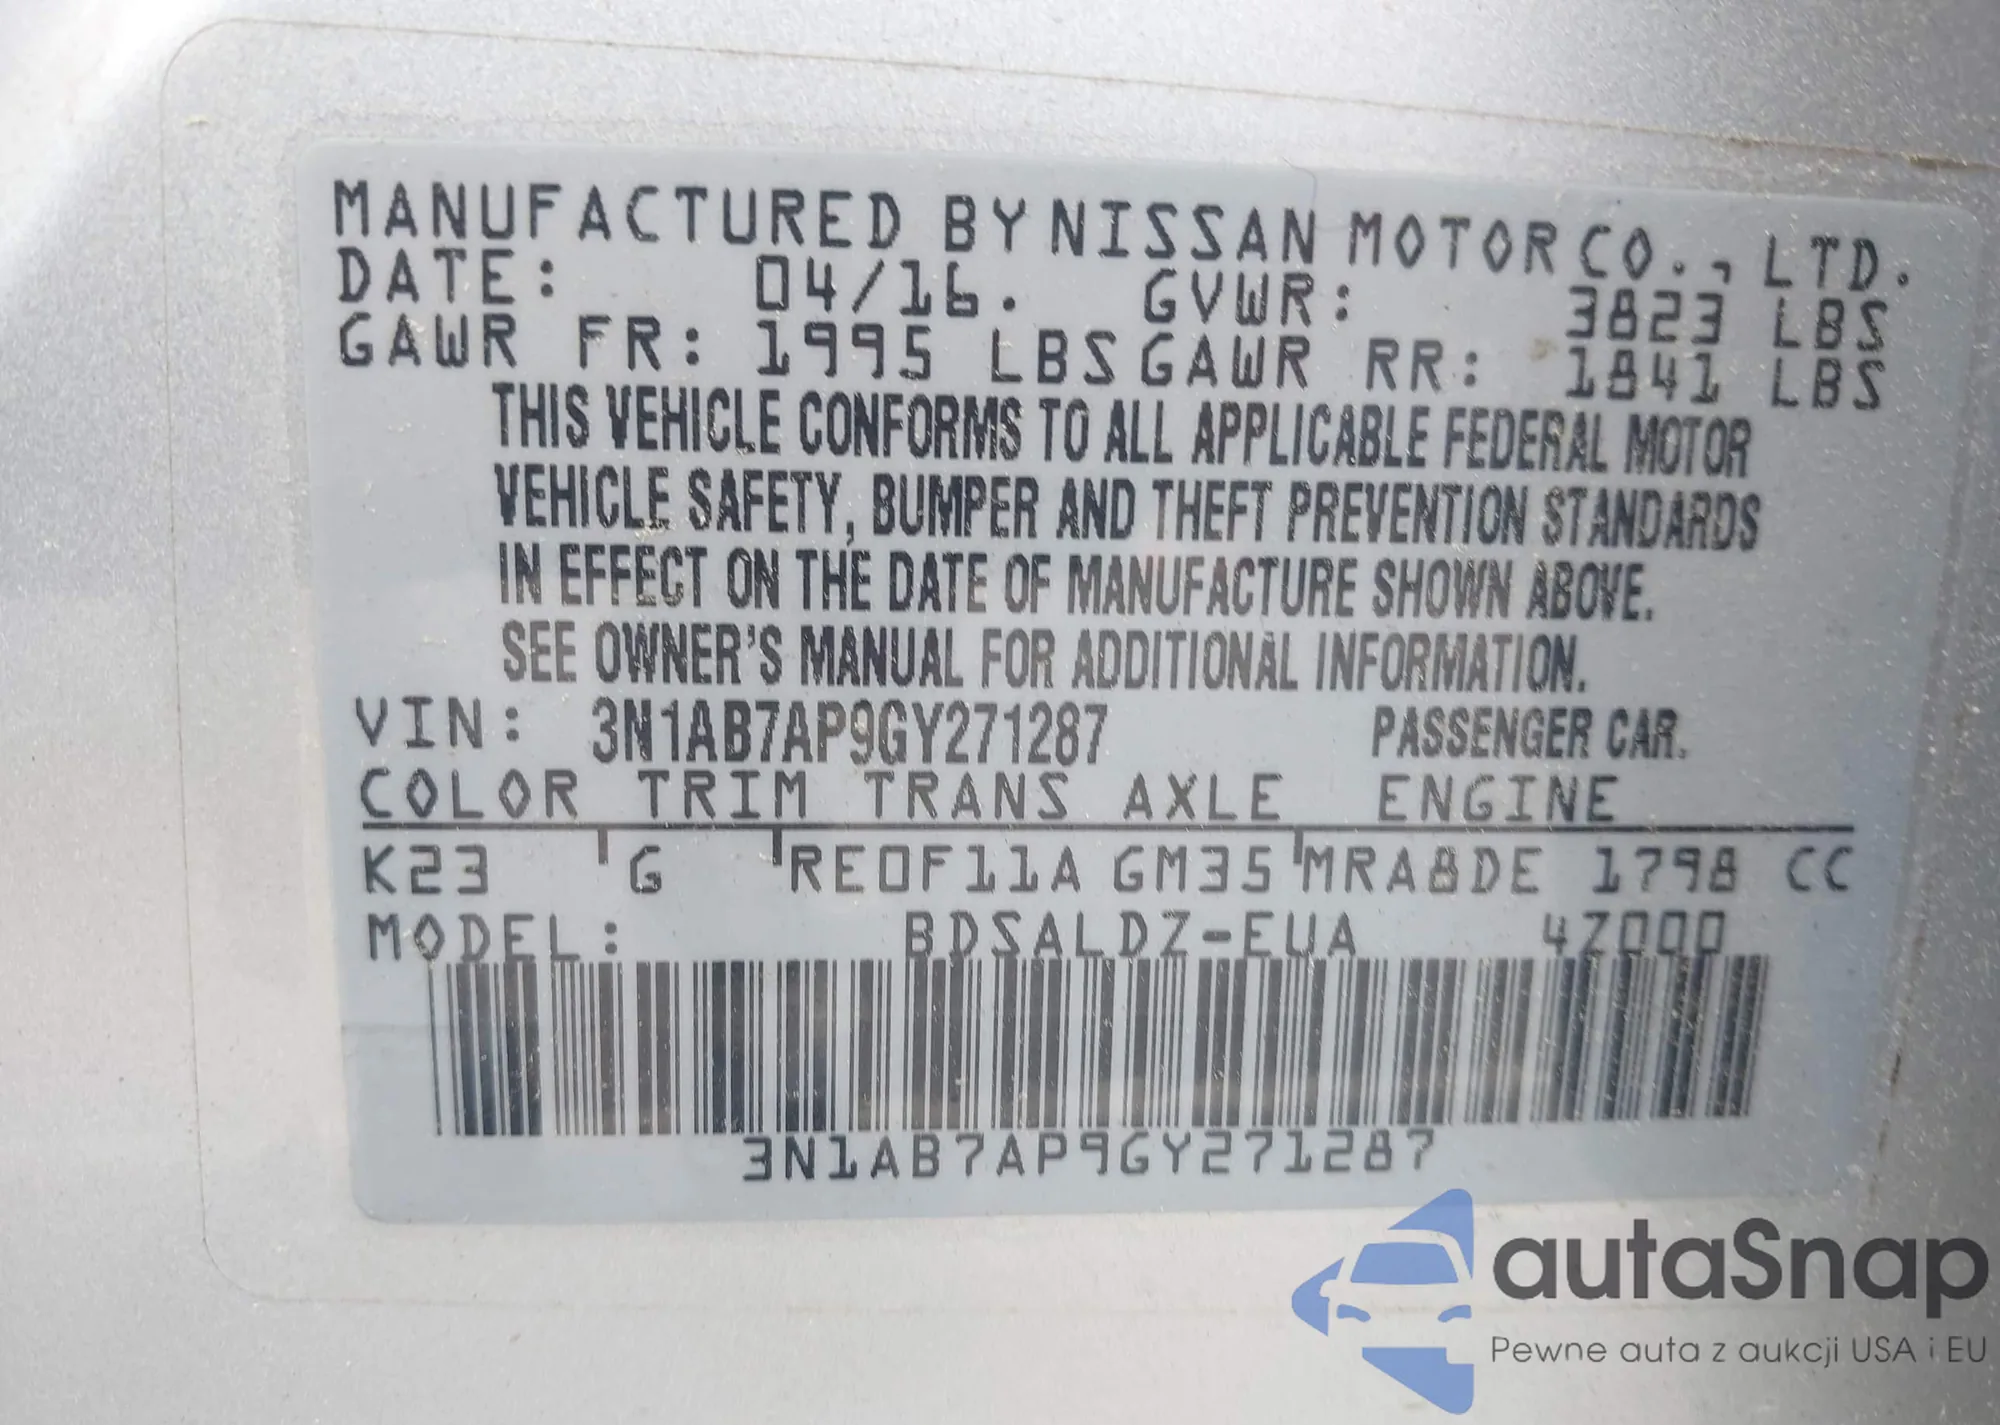 MANUFACTURED BY NISSAN MOTOR CO., LTD.
DATE: 04/16. GVWR: 3823 LBS
GAWR FR: 1995 LBS GAWR RR: 1841 LBS
THIS VEHICLE CONFORMS TO ALL APPLICABLE FEDERAL MOTOR
VEHICLE SAFETY, BUMPER AND THEFT PREVENTION STANDARDS
IN EFFECT ON THE DATE OF MANUFACTURE SHOWN ABOVE.
SEE OWNER'S MANUAL FOR ADDITIONAL INFORMATION.
VIN: 3N1AB7AP9GY271287 PASSENGER CAR.
COLOR TRIM TRANS AXLE ENGINE
K23 G RE0F11A GM35 MRA8DE 1798 CC
MODEL: BDSALDZ-EUA 4Z000
3N1AB7AP9GY271287
autaSnap
Pewne auta z aukcji USA i EU